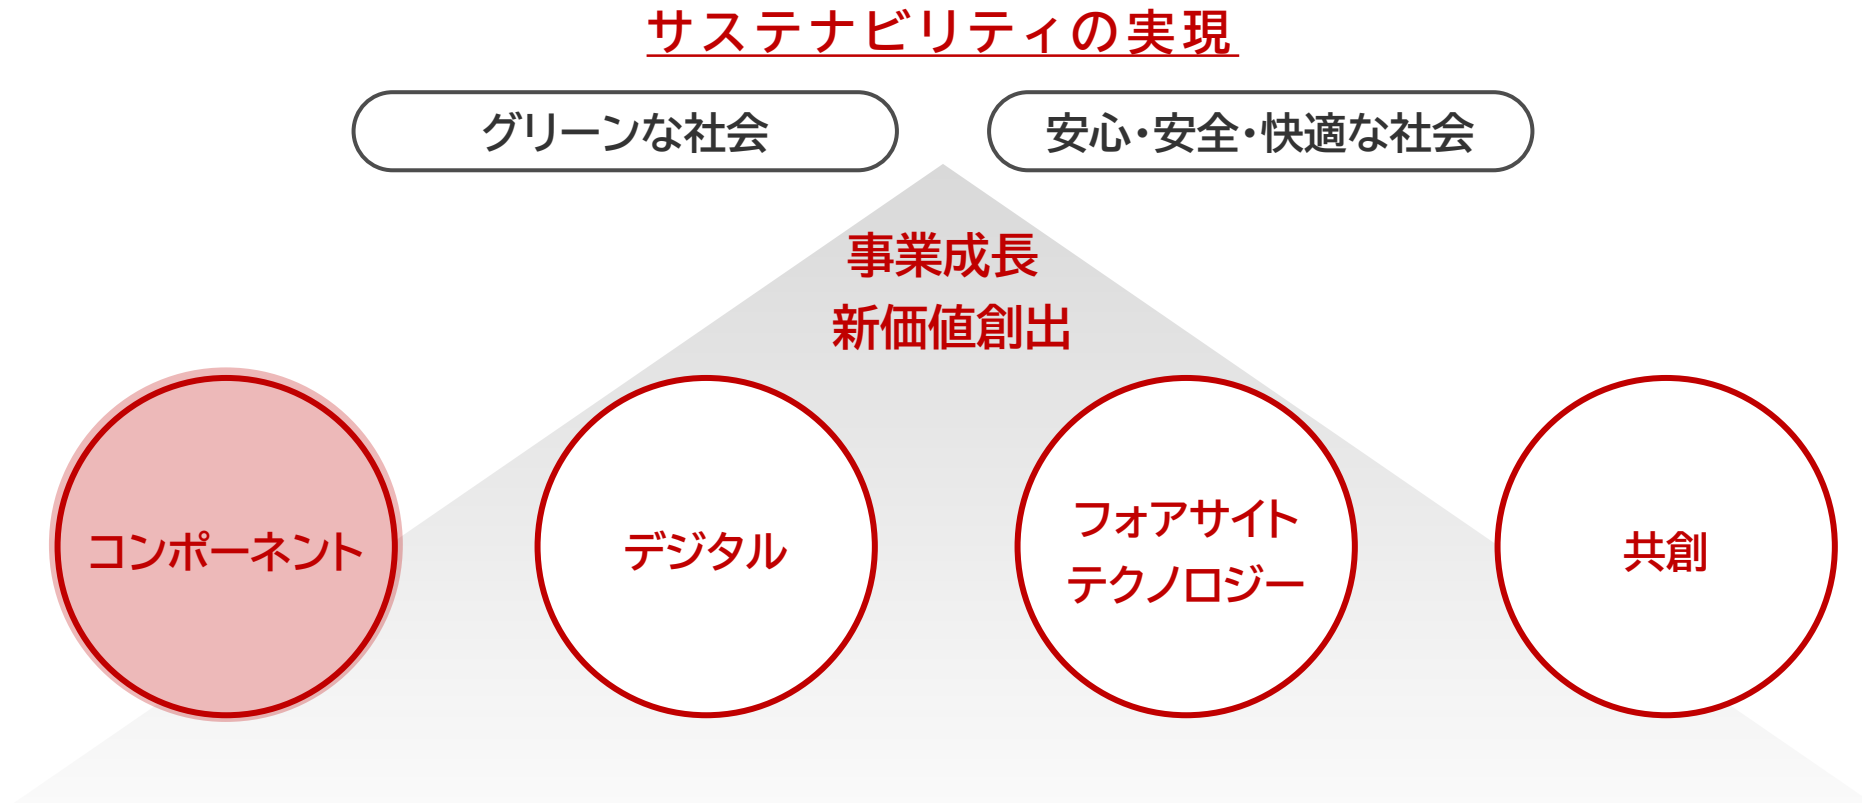 サステナビリティの実現
グリーンな社会
安心・安全・快適な社会
事業成長
新価値創出
コンポーネント
デジタル
フォアサイト
テクノロジー
共創